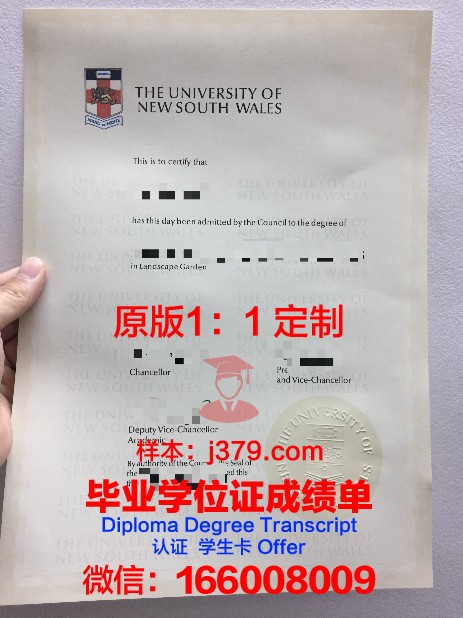 THE UNIVERSITY OF
NEW SOUTH WALES
This is to certify that
has this day been admitted by the Council to the degree of
in Landscape Garden
原版1：1 定制
Chancellor
Pre
and Vice-Chancellor
Deputy Vice-Chancellor
Academic
By authority of the Council the Seal of
the
this
样本: j379.com
毕业学位证成绩单
Diploma Degree Transcript
认证 学生卡 Offer
微信：166008009